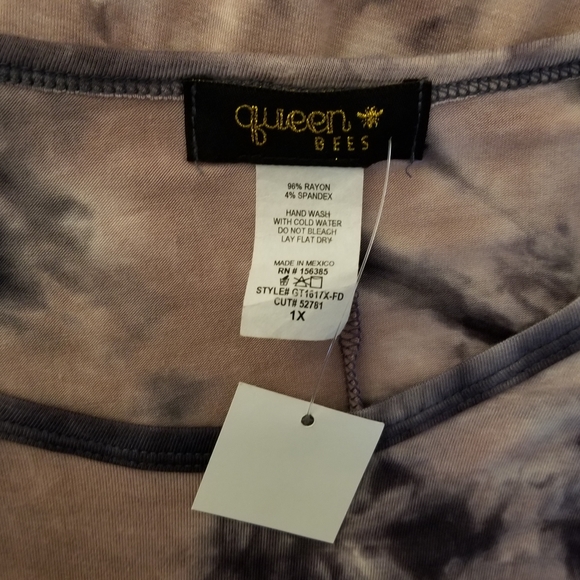 queen
BEES
96% RAYON
4% SPANDEX
HAND WASH
WITH COLD WATER
DO NOT BLEACH
LAY FLAT DRY
MADE IN MEXICO
RN # 156385
STYLE# GT1617X-FD
CUT# 52781
1X